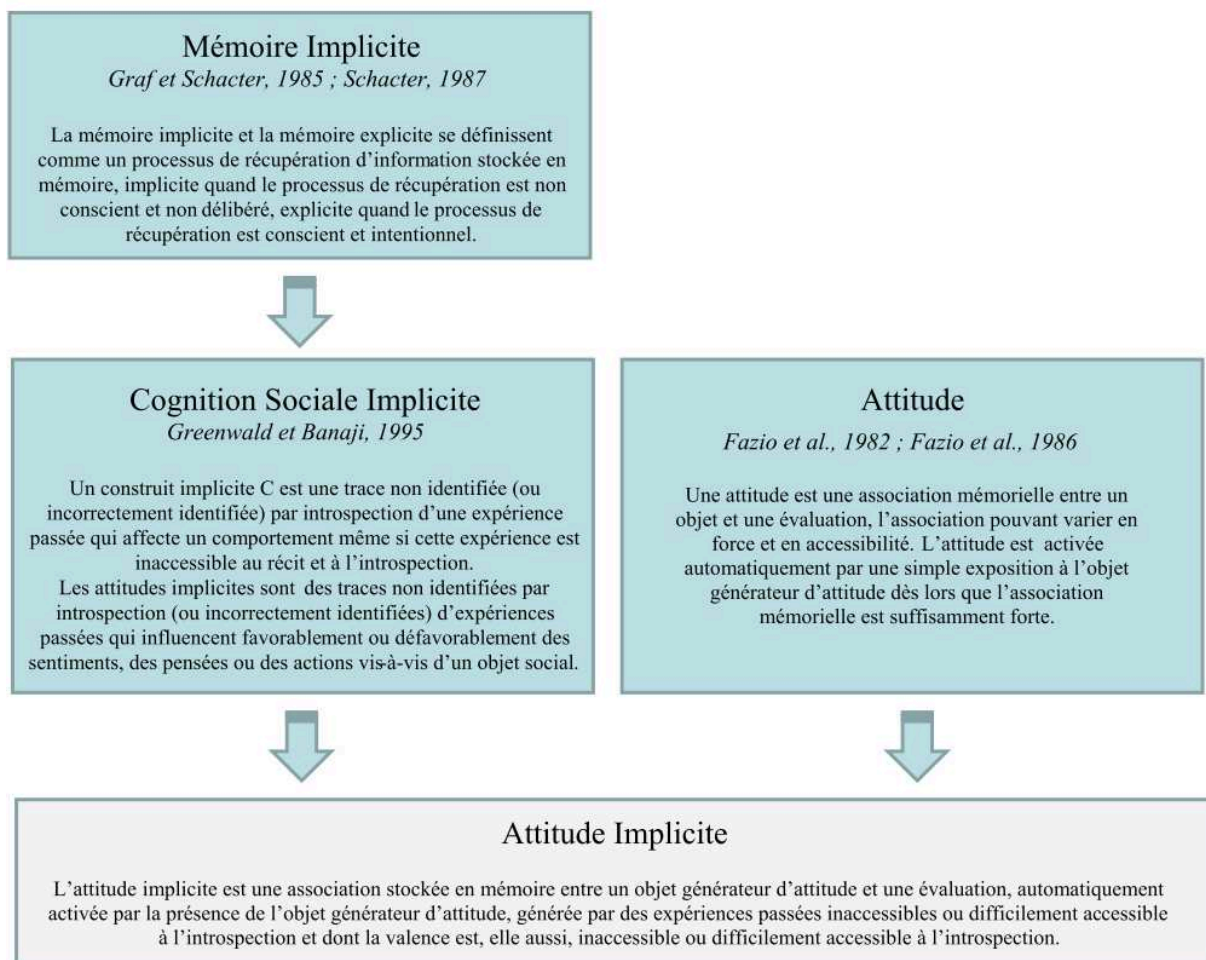 Mémoire Implicite
Graf et Schacter, 1985 ; Schacter, 1987
La mémoire implicite et la mémoire explicite se définissent
comme un processus de récupération d’information stockée en
mémoire, implicite quand le processus de récupération est non
conscient et non délibéré, explicite quand le processus de
récupération est conscient et intentionnel.
Cognition Sociale Implicite
Greenwald et Banaji, 1995
Un construit implicite C est une trace non identifiée (ou
incorrectement identifiée) par introspection d’une expérience
passée qui affecte un comportement même si cette expérience est
inaccessible au récit et à l’introspection.
Les attitudes implicites sont des traces non identifiées par
introspection (ou incorrectement identifiées) d’expériences
passées qui influencent favorablement ou défavorablement des
sentiments, des pensées ou des actions vis-à-vis d’un objet social.
Attitude
Fazio et al., 1982 ; Fazio et al., 1986
Une attitude est une association mémorielle entre un
objet et une évaluation, l’association pouvant varier en
force et en accessibilité. L’attitude est activée
automatiquement par une simple exposition à l’objet
générateur d’attitude dès lors que l’association
mémorielle est suffisamment forte.
Attitude Implicite
L’attitude implicite est une association stockée en mémoire entre un objet générateur d’attitude et une évaluation, automatiquement
activée par la présence de l’objet générateur d’attitude, générée par des expériences passées inaccessibles ou difficilement accessible
à l’introspection et dont la valence est, elle aussi, inaccessible ou difficilement accessible à l’introspection.